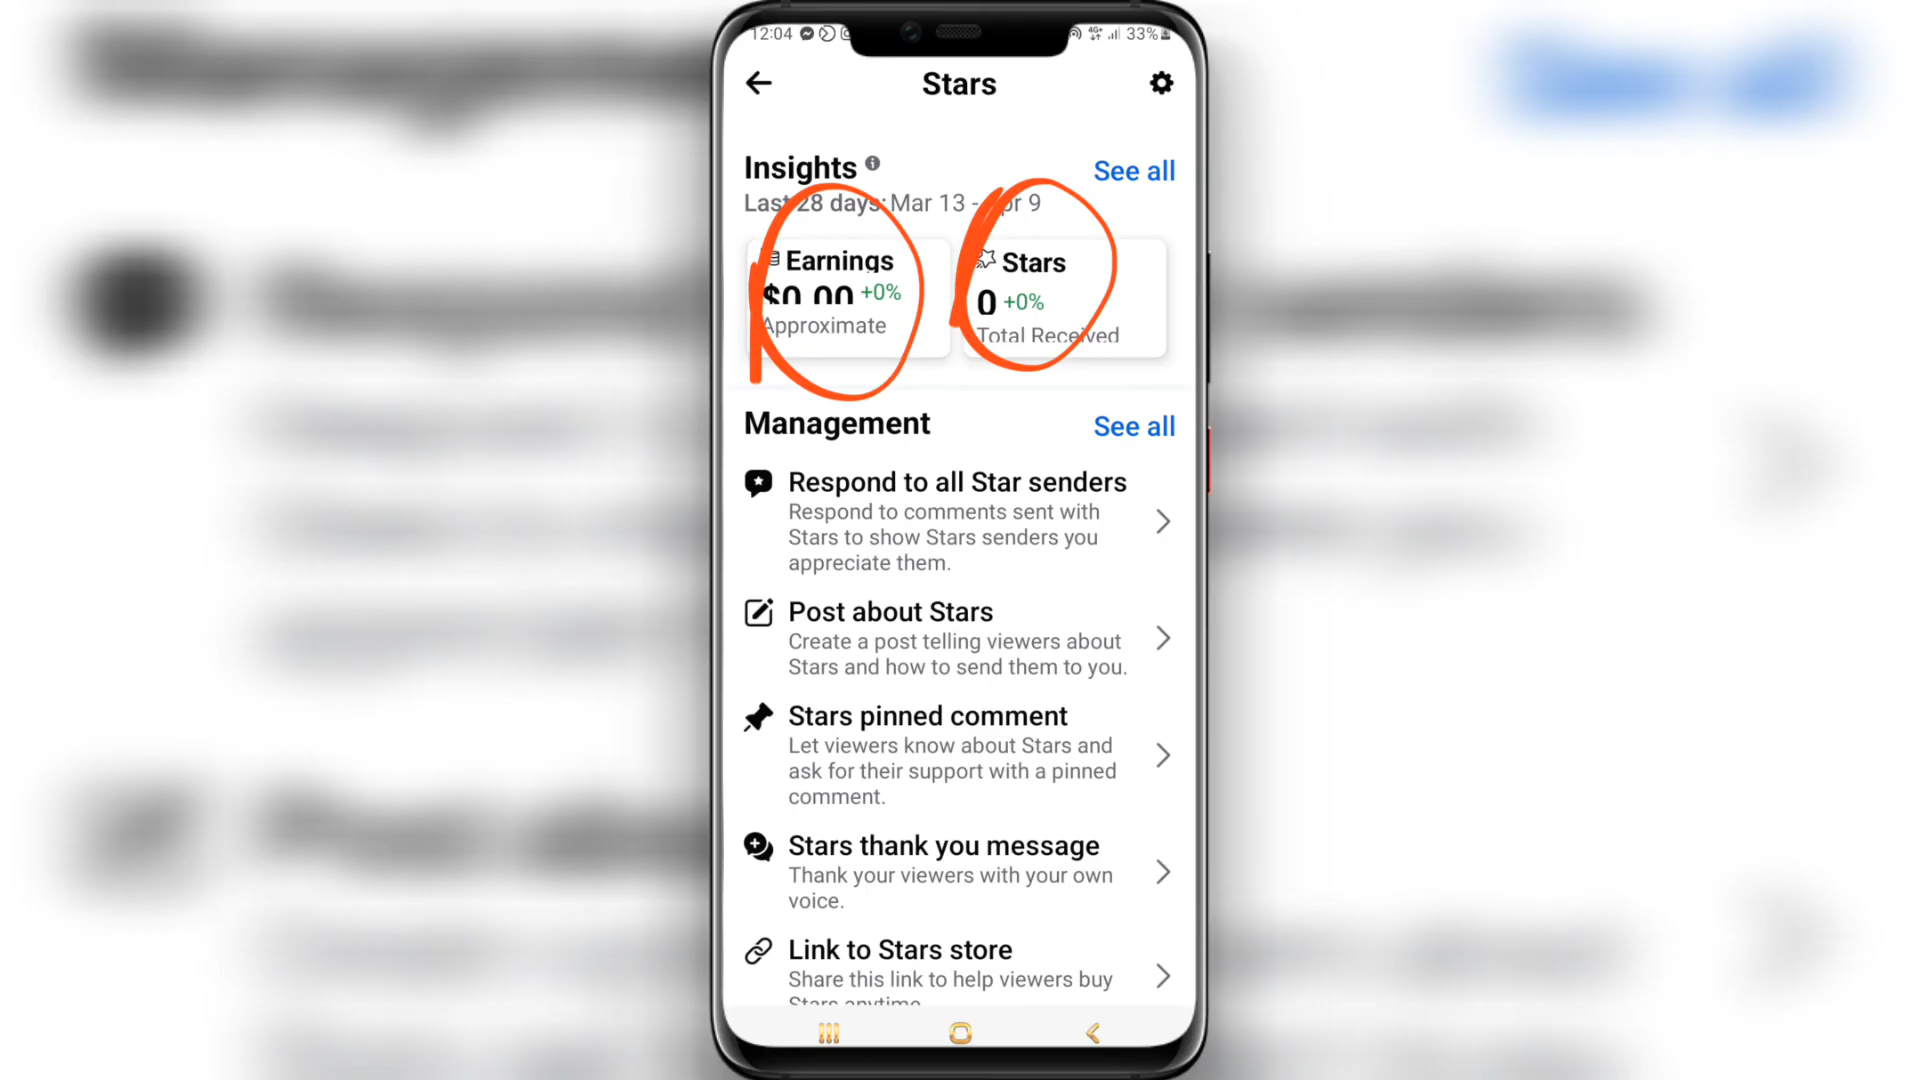 12:04 33%
Stars
Insights See all
Last 28 days: Mar 13 - Apr 9
Earnings
$0.00 +0%
Approximate
Stars
0 +0%
Total Received
Management See all
Respond to all Star senders
Respond to comments sent with
Stars to show Stars senders you
appreciate them.
Post about Stars
Create a post telling viewers about
Stars and how to send them to you.
Stars pinned comment
Let viewers know about Stars and
ask for their support with a pinned
comment.
Stars thank you message
Thank your viewers with your own
voice.
Link to Stars store
Share this link to help viewers buy
Stars anytime.